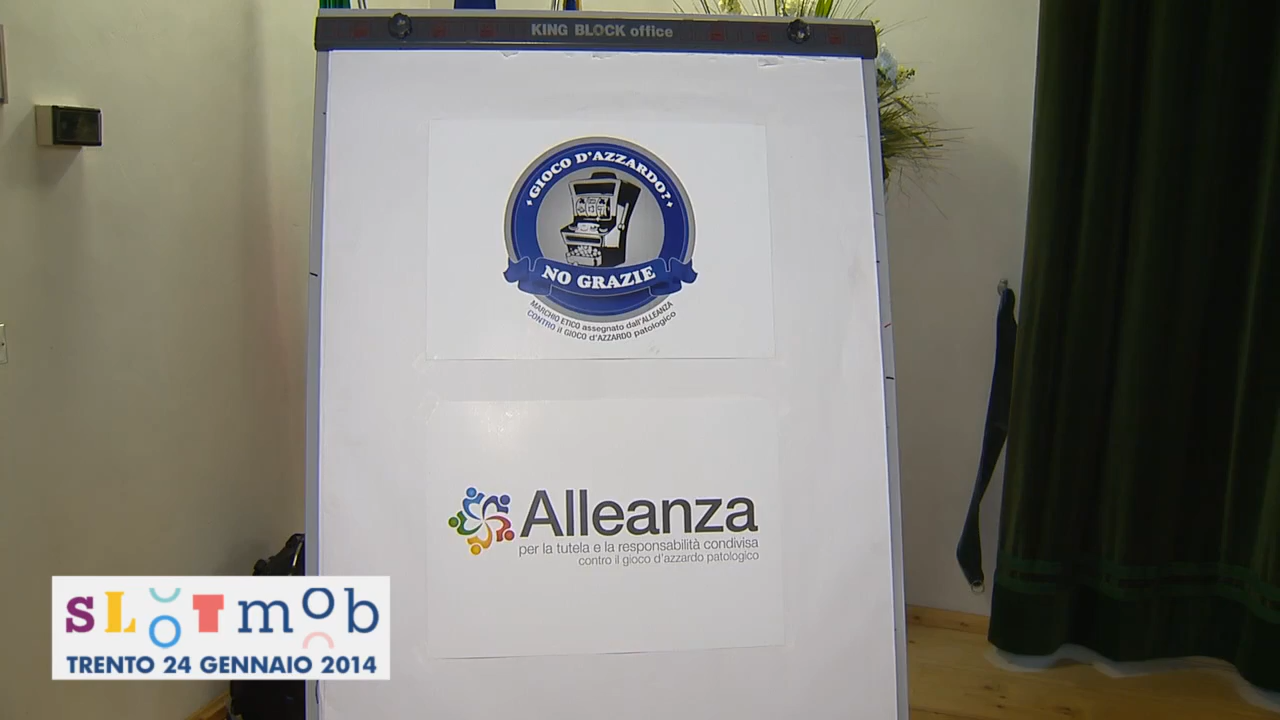 KING BLOCK office
GIOCO D'AZZARDO?
NO GRAZIE
MARCHIO ETICO assegnato dall'ALLEANZA
CONTRO il GIOCO d'AZZARDO patologico
Alleanza
per la tutela e la responsabilità condivisa
contro il gioco d'azzardo patologico
SLOTmob
TRENTO 24 GENNAIO 2014